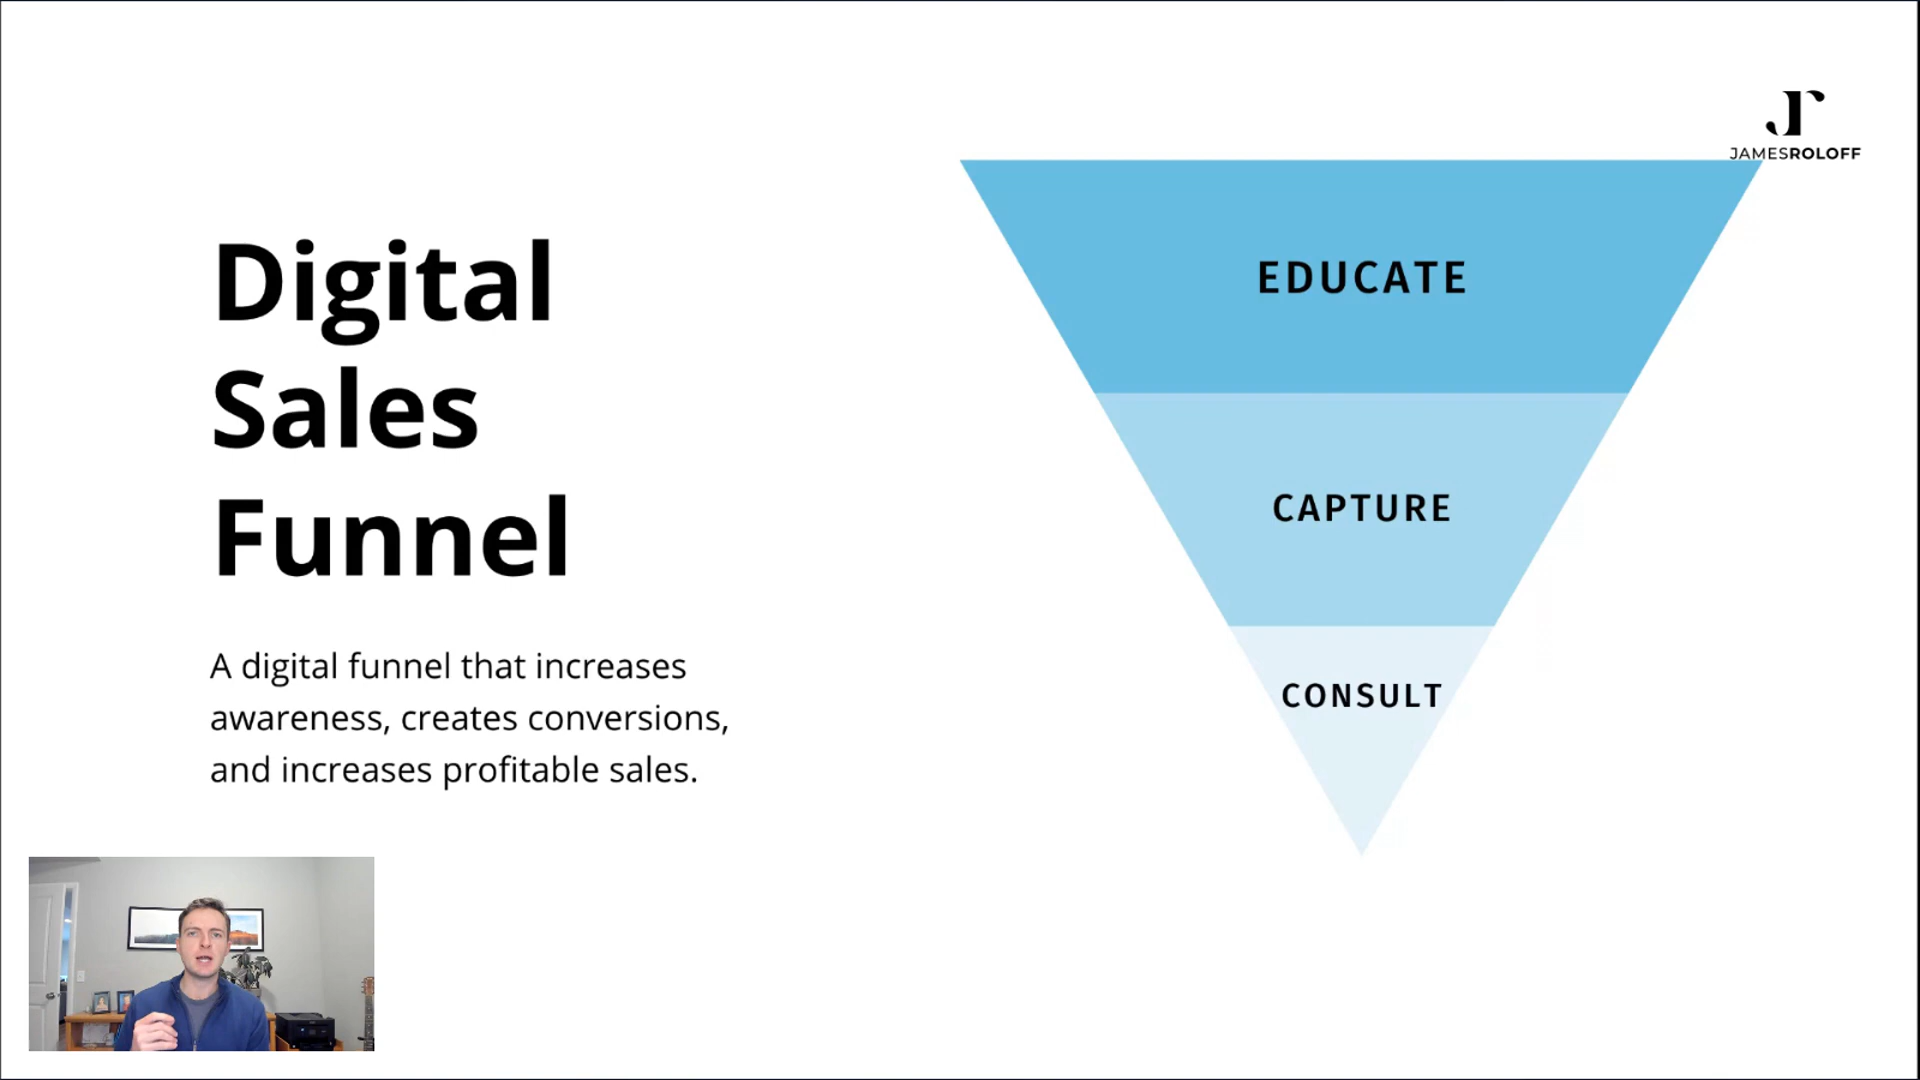 JAMESROLOFF
Digital
Sales
Funnel
A digital funnel that increases
awareness, creates conversions,
and increases profitable sales.
EDUCATE
CAPTURE
CONSULT